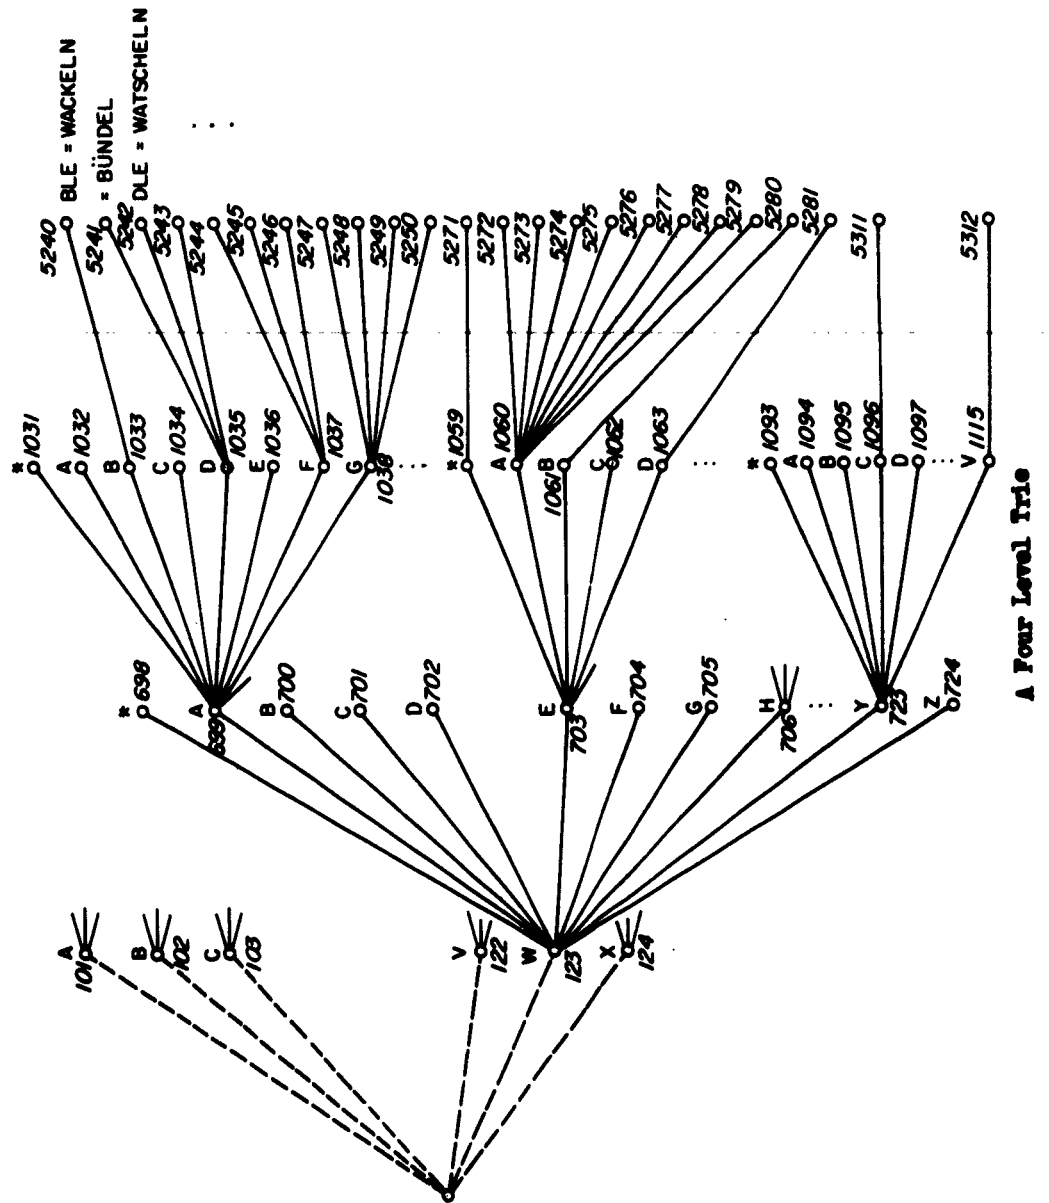 A
101
B
102
C
103
V
122
W
123
X
124
* 698
A
699
B 700
C 701
D 702
E
703
F 704
G 705
H
706
...
Y
723
Z 724
* 1031
A 1032
B 1033
C 1034
D 1035
E 1036
F 1037
G 1038
...
* 1059
A 1060
B 1061
C 1062
D 1063
...
* 1093
A 1094
B 1095
C 1096
D 1097
...
V 1115
5240 BLE = WACKELN
5241 = BÜNDEL
5242 DLE = WATSCHELN
5243
5244
...
5245
5246
5247
5248
5249
5250
5271
5272
5273
5274
5275
5276
5277
5278
5279
5280
5281
5311
5312
A Four Level Trie